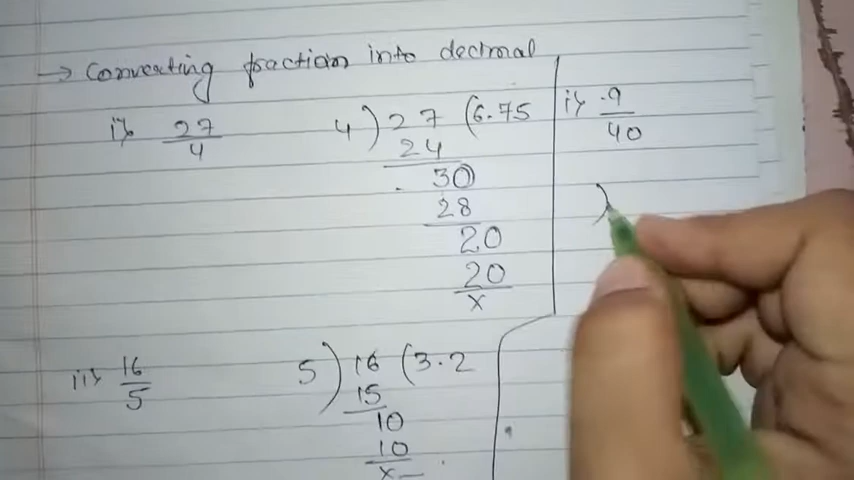 → Converting fraction into decimal
i> 27/4
4 ) 27 ( 6.75
24
30
28
20
20
x
ii> 16/5
5 ) 16 ( 3.2
15
10
10
x
i> .9/40
)